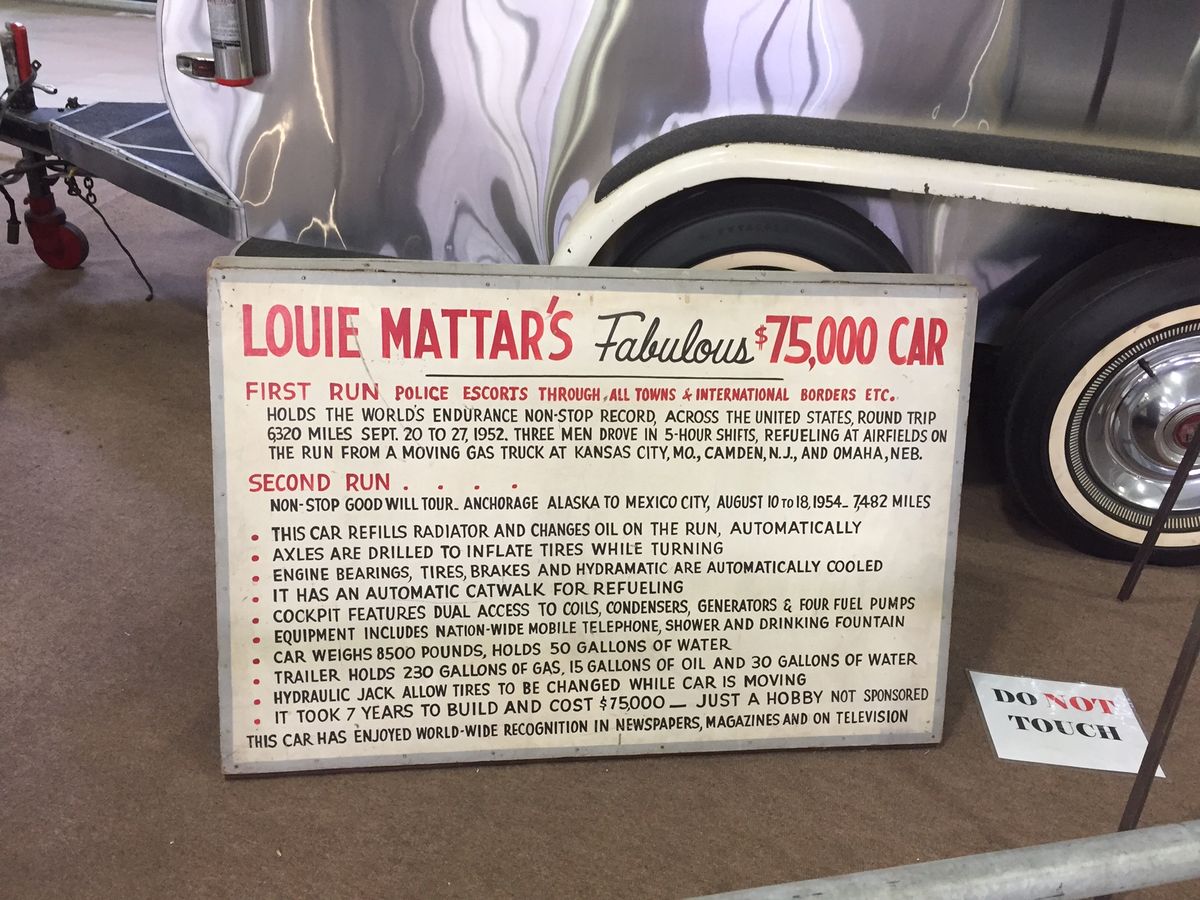 LOUIE MATTAR'S Fabulous $75,000 CAR
FIRST RUN POLICE ESCORTS THROUGH ALL TOWNS & INTERNATIONAL BORDERS ETC.
HOLDS THE WORLD'S ENDURANCE NON-STOP RECORD, ACROSS THE UNITED STATES, ROUND TRIP
6320 MILES SEPT. 20 TO 27, 1952. THREE MEN DROVE IN 5-HOUR SHIFTS, REFUELING AT AIRFIELDS ON
THE RUN FROM A MOVING GAS TRUCK AT KANSAS CITY, MO., CAMDEN, N.J., AND OMAHA, NEB.
SECOND RUN . . . .
NON-STOP GOOD WILL TOUR_ ANCHORAGE ALASKA TO MEXICO CITY, AUGUST 10 TO 18, 1954_ 7,482 MILES
• THIS CAR REFILLS RADIATOR AND CHANGES OIL ON THE RUN, AUTOMATICALLY
• AXLES ARE DRILLED TO INFLATE TIRES WHILE TURNING
• ENGINE BEARINGS, TIRES, BRAKES AND HYDRAMATIC ARE AUTOMATICALLY COOLED
• IT HAS AN AUTOMATIC CATWALK FOR REFUELING
• COCKPIT FEATURES DUAL ACCESS TO COILS, CONDENSERS, GENERATORS & FOUR FUEL PUMPS
• EQUIPMENT INCLUDES NATION-WIDE MOBILE TELEPHONE, SHOWER AND DRINKING FOUNTAIN
• CAR WEIGHS 8500 POUNDS, HOLDS 50 GALLONS OF WATER
• TRAILER HOLDS 230 GALLONS OF GAS, 15 GALLONS OF OIL AND 30 GALLONS OF WATER
• HYDRAULIC JACK ALLOW TIRES TO BE CHANGED WHILE CAR IS MOVING
• IT TOOK 7 YEARS TO BUILD AND COST $75,000 — JUST A HOBBY NOT SPONSORED
THIS CAR HAS ENJOYED WORLD-WIDE RECOGNITION IN NEWSPAPERS, MAGAZINES AND ON TELEVISION
DO NOT
TOUCH